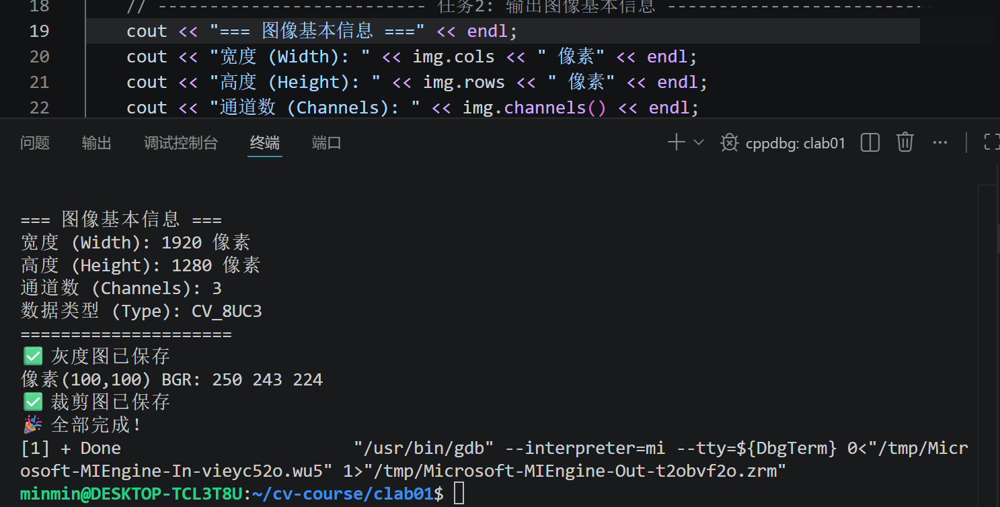 18 // -------------------------- 任务2: 输出图像基本信息 --------------------------
19 cout << "=== 图像基本信息 ===" << endl;
20 cout << "宽度 (Width): " << img.cols << " 像素" << endl;
21 cout << "高度 (Height): " << img.rows << " 像素" << endl;
22 cout << "通道数 (Channels): " << img.channels() << endl;
问题 输出 调试控制台 终端 端口 cppdbg: clab01
=== 图像基本信息 ===
宽度 (Width): 1920 像素
高度 (Height): 1280 像素
通道数 (Channels): 3
数据类型 (Type): CV_8UC3
=====================
✅ 灰度图已保存
像素(100,100) BGR: 250 243 224
✅ 裁剪图已保存
🎉 全部完成!
[1] + Done                       "/usr/bin/gdb" --interpreter=mi --tty=${DbgTerm} 0<"/tmp/Micr
osoft-MIEngine-In-vieyc52o.wu5" 1>"/tmp/Microsoft-MIEngine-Out-t2obvf2o.zrm"
minmin@DESKTOP-TCL3T8U:~/cv-course/clab01$